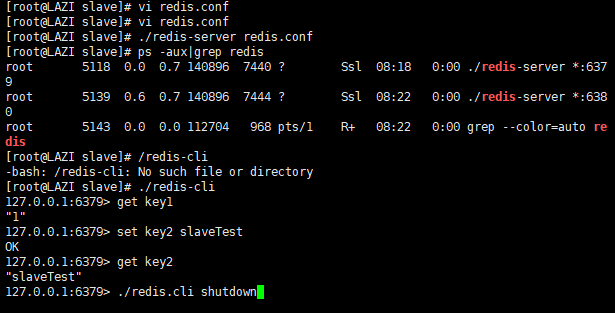 [root@LAZI slave]# vi redis.conf
[root@LAZI slave]# vi redis.conf
[root@LAZI slave]# ./redis-server redis.conf
[root@LAZI slave]# ps -aux|grep redis
root       5118  0.0  0.7 140896  7440 ?        Ssl  08:18   0:00 ./redis-server *:637
9
root       5139  0.6  0.7 140896  7444 ?        Ssl  08:22   0:00 ./redis-server *:638
0
root       5143  0.0  0.0 112704   968 pts/1    R+   08:22   0:00 grep --color=auto re
dis
[root@LAZI slave]# /redis-cli
-bash: /redis-cli: No such file or directory
[root@LAZI slave]# ./redis-cli
127.0.0.1:6379> get key1
"1"
127.0.0.1:6379> set key2 slaveTest
OK
127.0.0.1:6379> get key2
"slaveTest"
127.0.0.1:6379> ./redis.cli shutdown